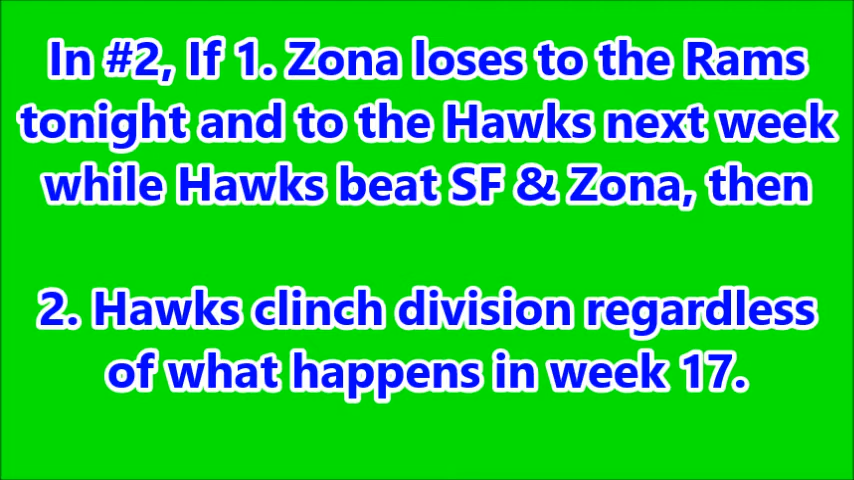 In #2, If 1. Zona loses to the Rams
tonight and to the Hawks next week
while Hawks beat SF & Zona, then
2. Hawks clinch division regardless
of what happens in week 17.